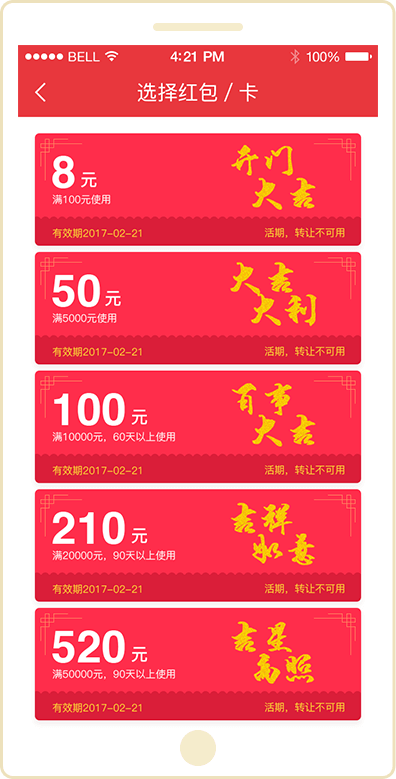 BELL 4:21 PM 100%
选择红包 / 卡
8元
开门
大吉
满100元使用
有效期2017-02-21 活期，转让不可用
50元
大吉
大利
满5000元使用
有效期2017-02-21 活期，转让不可用
100元
百事
大吉
满10000元，60天以上使用
有效期2017-02-21 活期，转让不可用
210元
吉祥
如意
满20000元，90天以上使用
有效期2017-02-21 活期，转让不可用
520元
吉星
高照
满50000元，90天以上使用
有效期2017-02-21 活期，转让不可用